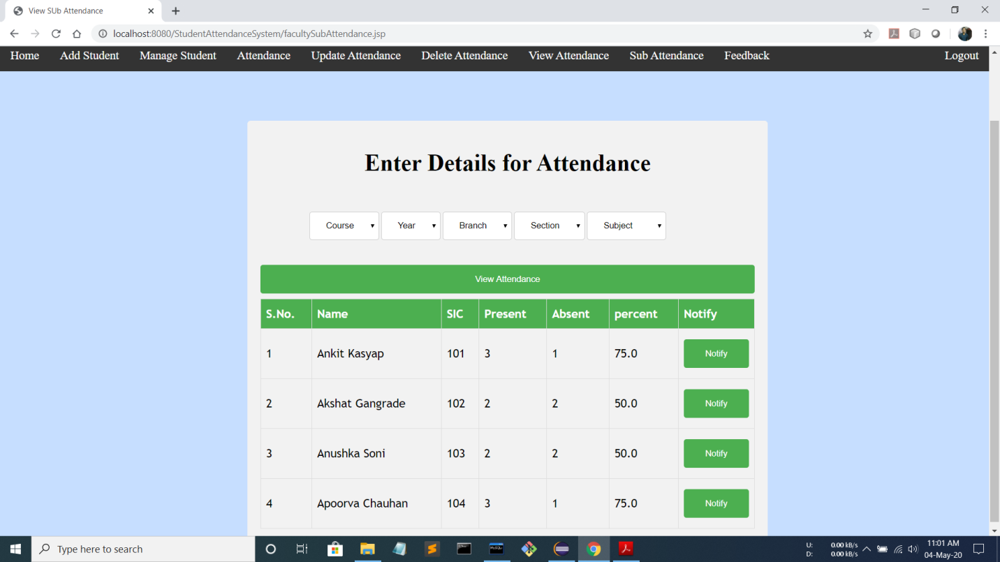 View SUb Attendance
localhost:8080/StudentAttendanceSystem/facultySubAttendance.jsp
Home Add Student Manage Student Attendance Update Attendance Delete Attendance View Attendance Sub Attendance Feedback Logout
Enter Details for Attendance
Course Year Branch Section Subject
View Attendance
S.No. Name SIC Present Absent percent Notify
1 Ankit Kasyap 101 3 1 75.0 Notify
2 Akshat Gangrade 102 2 2 50.0 Notify
3 Anushka Soni 103 2 2 50.0 Notify
4 Apoorva Chauhan 104 3 1 75.0 Notify
Type here to search
U: 0.00 kB/s
D: 0.00 kB/s
11:01 AM
04-May-20